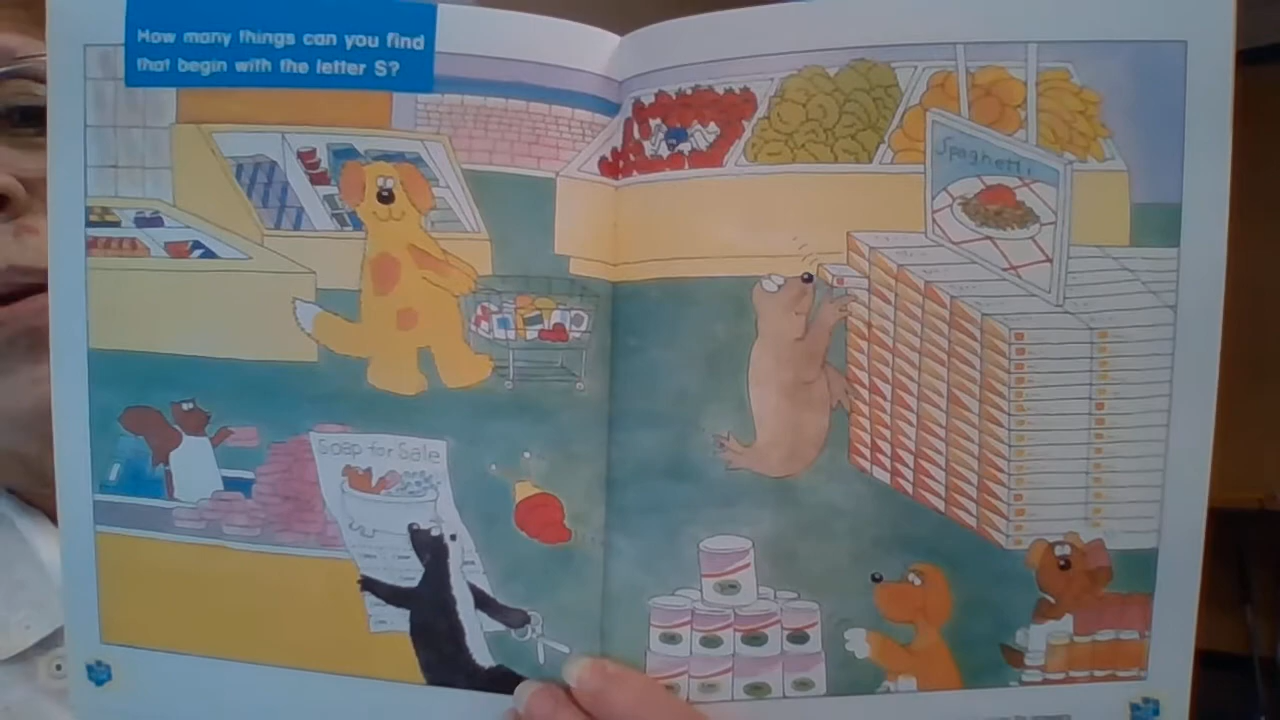 How many things can you find
that begin with the letter S?
Spaghetti
Soap for Sale